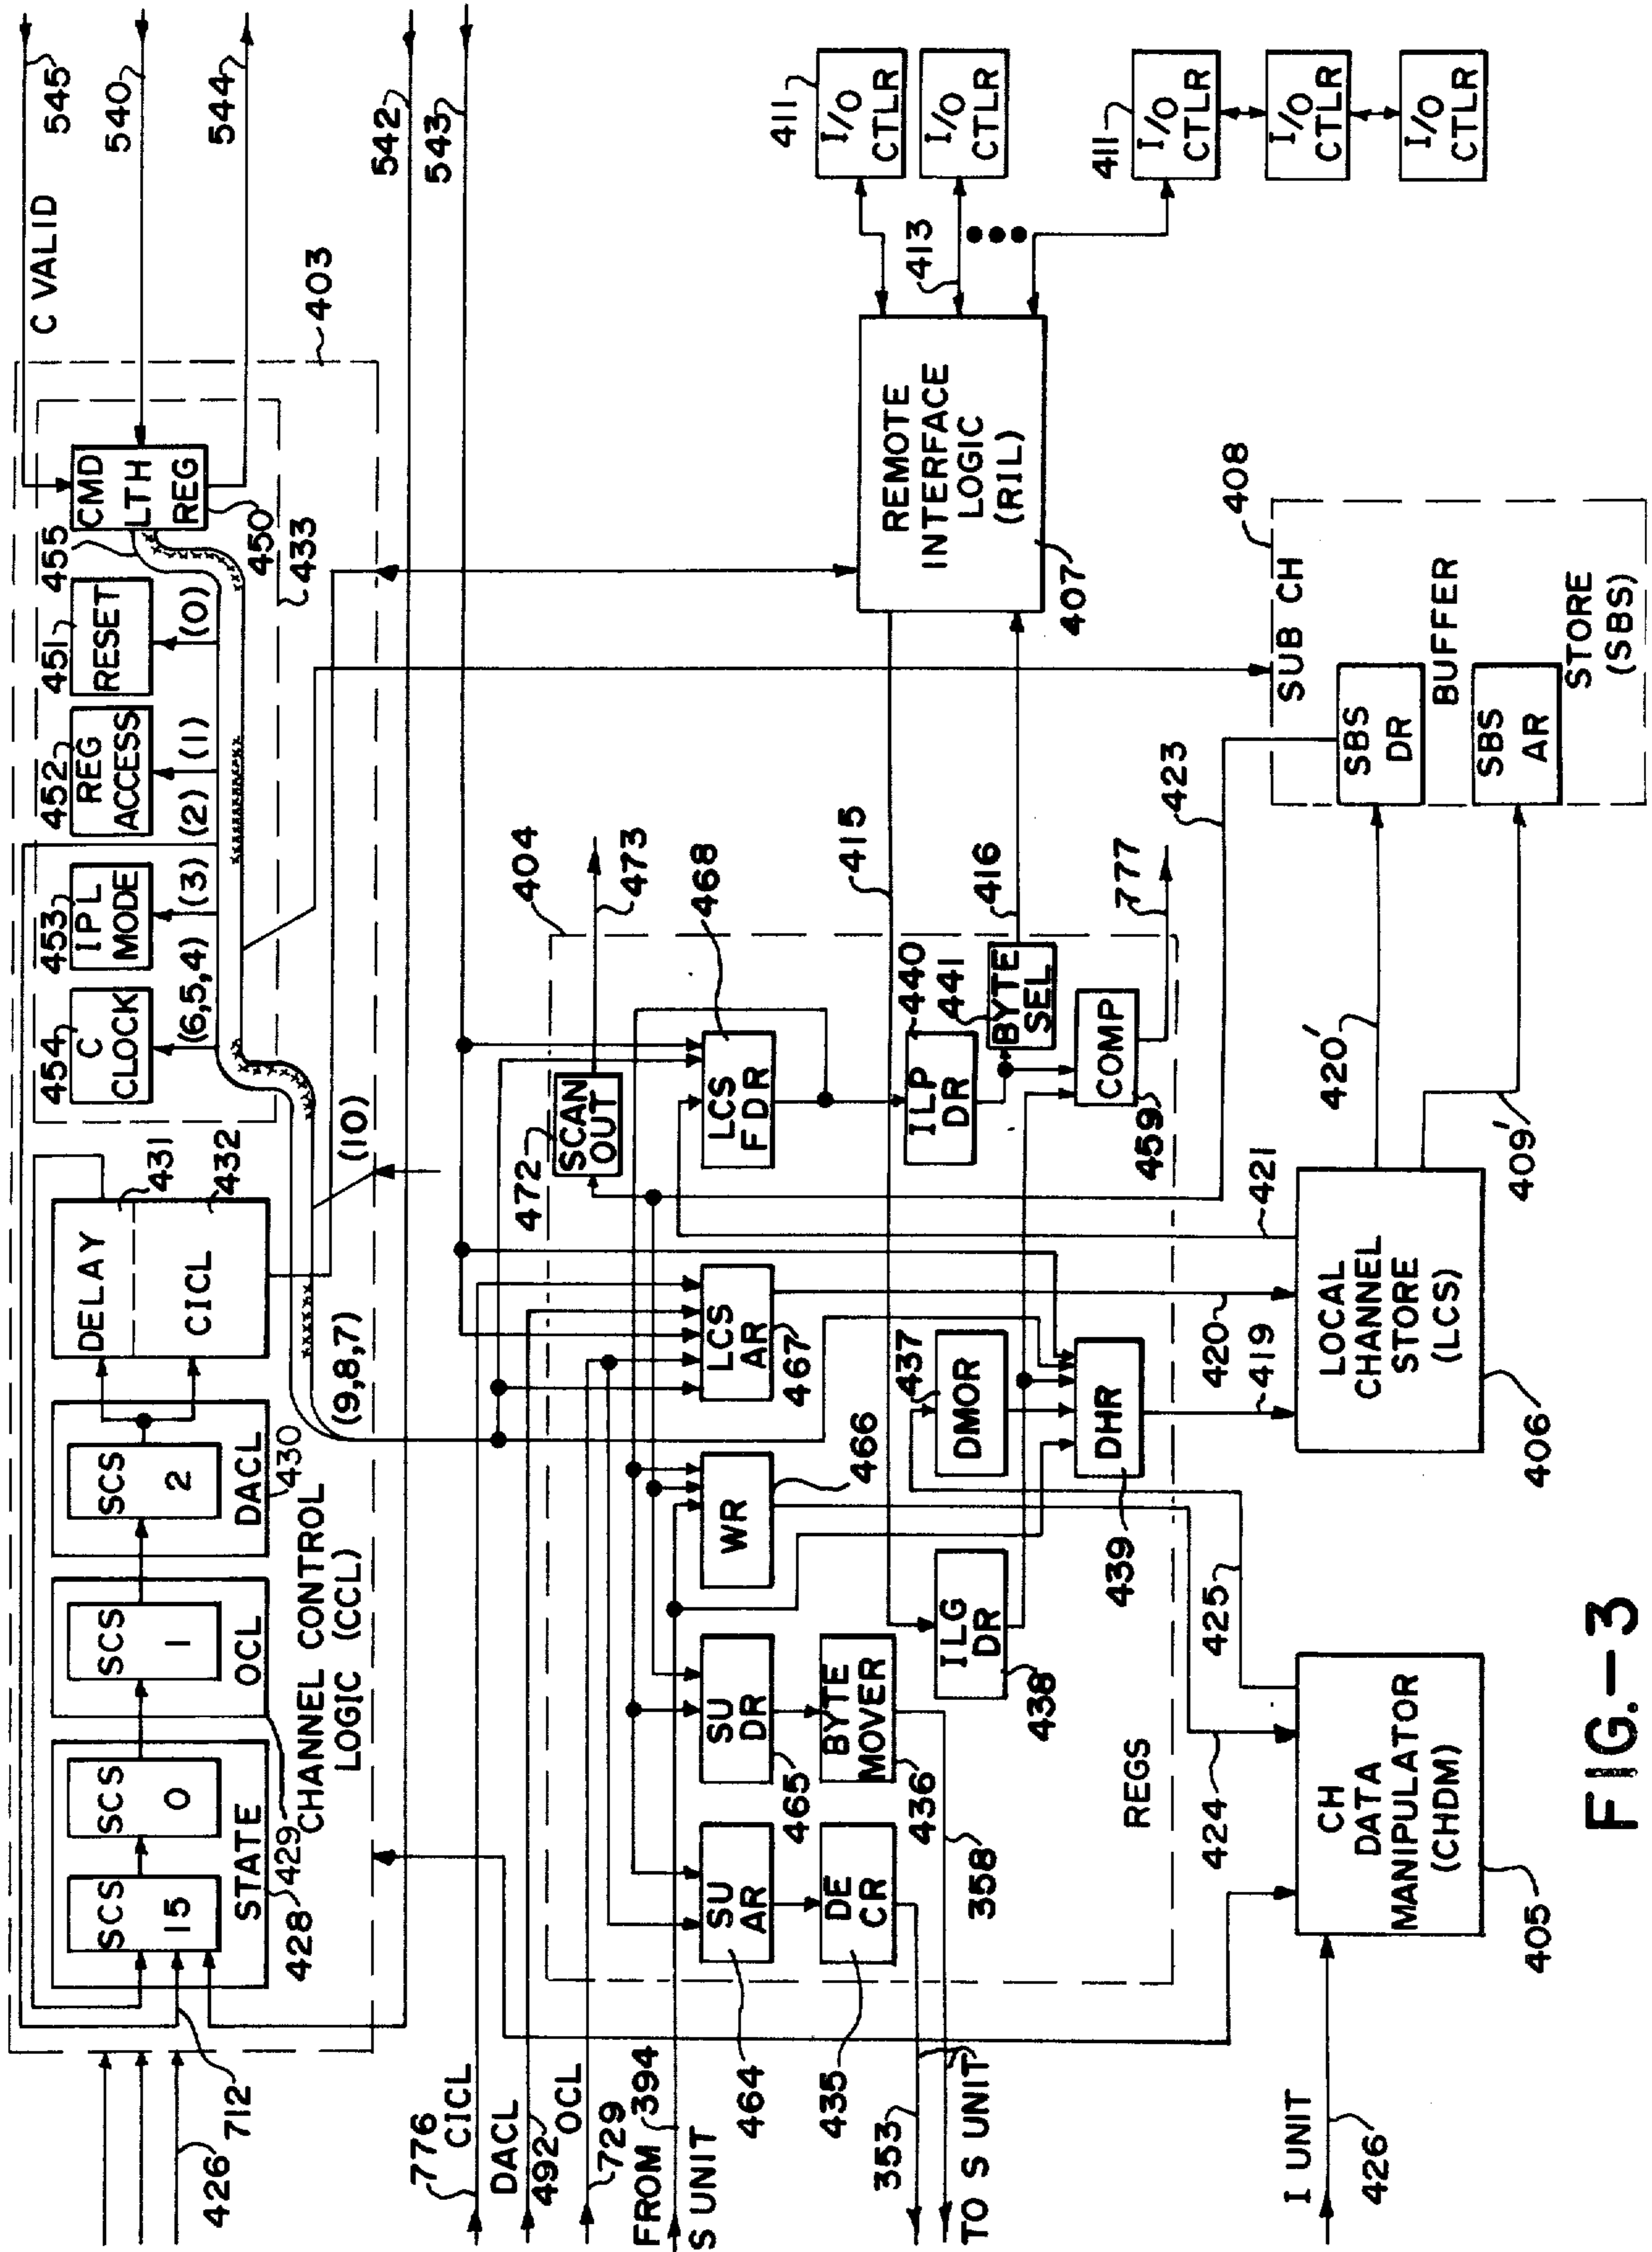 426
712
SCS
15
SCS
0
STATE
428
429
SCS
1
OCL
SCS
2
DACL
430
CHANNEL CONTROL
LOGIC (CCL)
DELAY
431
CICL
432
(9,8,7)
(10)
454
C
CLOCK
(6,5,4)
453
IPL
MODE
(3)
(2)
452
REG
ACCESS
(1)
451
RESET
(0)
455
CMD
LTH
REG
450
433
403
C VALID
545
540
544
542
543
776
CICL
DACL
492
OCL
729
FROM
394
S UNIT
353
358
TO S UNIT
I UNIT
426
404
SU
AR
464
DE
CR
435
SU
DR
465
BYTE
MOVER
436
WR
466
LCS
AR
467
LCS
FDR
468
472
SCAN
OUT
473
ILG
DR
438
437
DMOR
DHR
439
ILP
DR
440
441
BYTE
SEL
COMP
459
777
REGS
415
416
423
REMOTE
INTERFACE
LOGIC
(RIL)
407
413
411
I/O
CTLR
I/O
CTLR
411
I/O
CTLR
I/O
CTLR
I/O
CTLR
CH
DATA
MANIPULATOR
(CHDM)
405
424
425
LOCAL
CHANNEL
STORE
(LCS)
406
419
420
421
420'
409'
SUB CH
BUFFER
STORE
(SBS)
408
SBS
DR
SBS
AR
FIG.-3